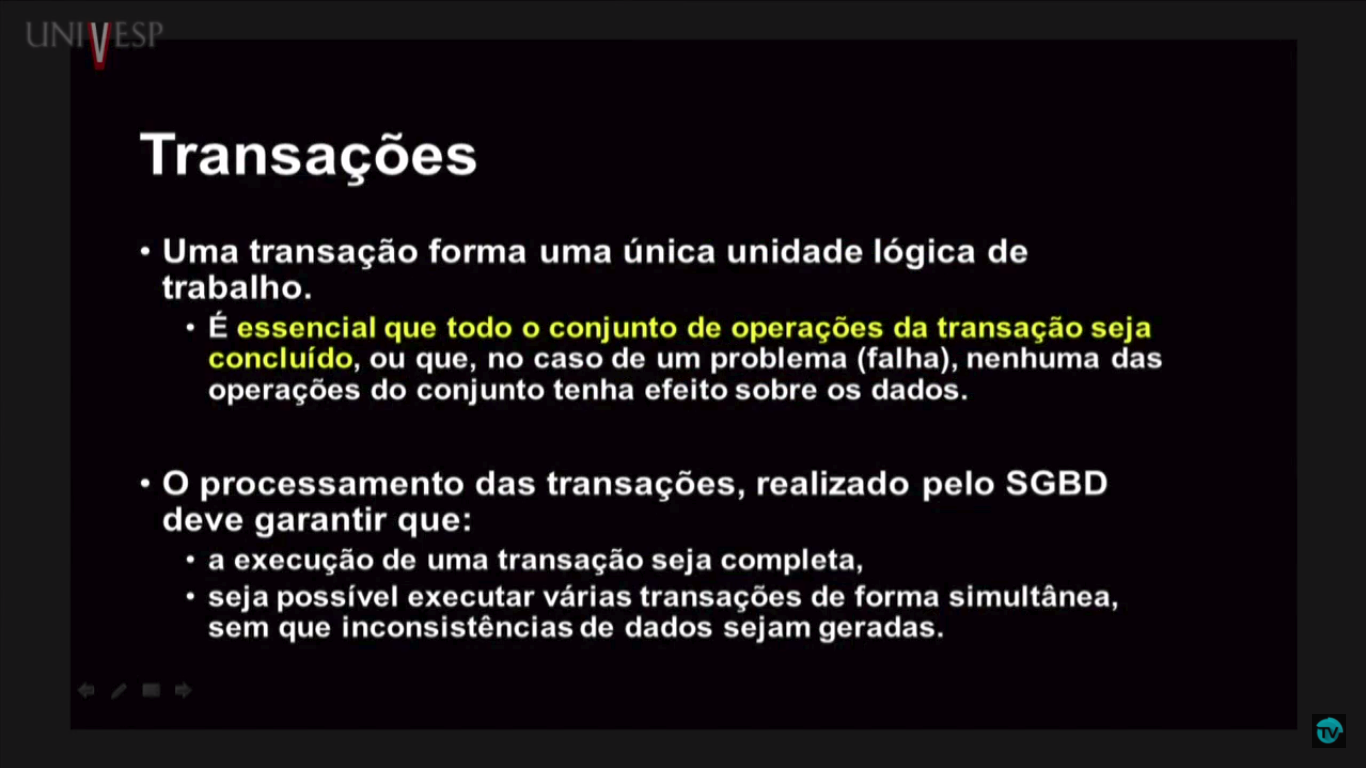 UNIVESP
Transações
• Uma transação forma uma única unidade lógica de
trabalho.
• É essencial que todo o conjunto de operações da transação seja
concluído, ou que, no caso de um problema (falha), nenhuma das
operações do conjunto tenha efeito sobre os dados.
• O processamento das transações, realizado pelo SGBD
deve garantir que:
• a execução de uma transação seja completa,
• seja possível executar várias transações de forma simultânea,
sem que inconsistências de dados sejam geradas.
TV